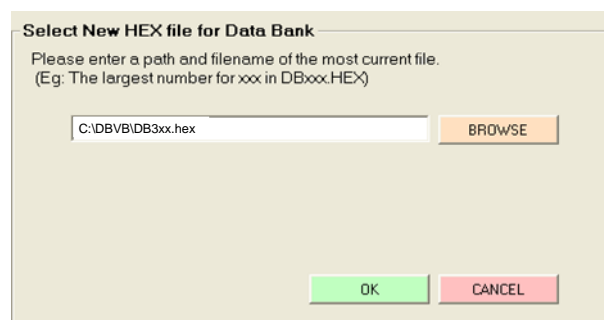 Select New HEX file for Data Bank
Please enter a path and filename of the most current file.
(Eg: The largest number for xxx in DBxxx.HEX)
C:\DBVB\DB3xx.hex
BROWSE
OK
CANCEL